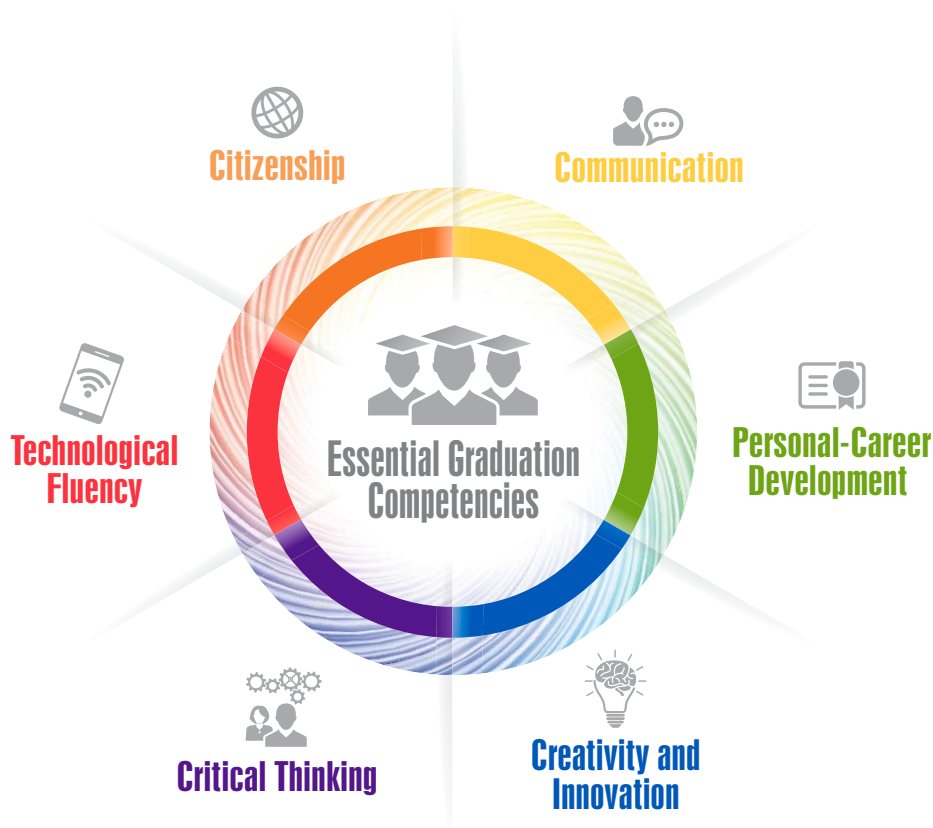 Citizenship
Communication
Technological
Fluency
Essential Graduation
Competencies
Personal-Career
Development
Critical Thinking
Creativity and
Innovation